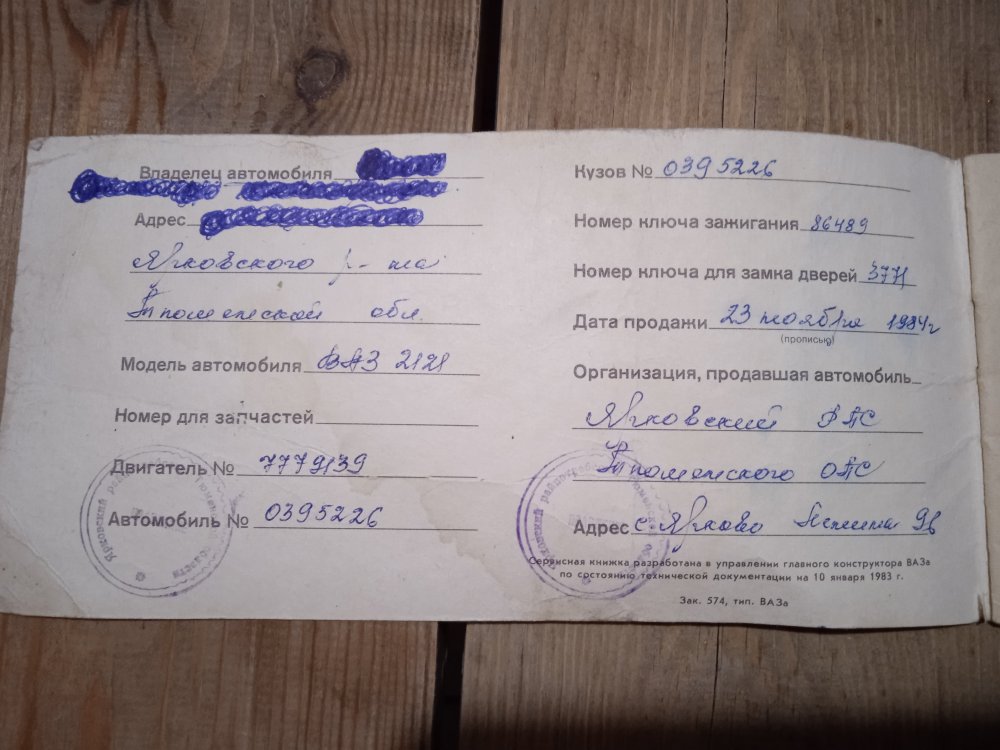 Владелец автомобиля
Адрес
Ярковского р-на
Тюменской обл.
Модель автомобиля ВАЗ 2121
Номер для запчастей
Двигатель № 7779139
Автомобиль № 0395226
Кузов № 0395226
Номер ключа зажигания 86489
Номер ключа для замка дверей 3771
Дата продажи 23 ноября 1984г
(прописью)
Организация, продавшая автомобиль
Ярковский РПС
Тюменского ОПС
Адрес с Ярково Ленина 96
Сервисная книжка разработана в управлении главного конструктора ВАЗа
по состоянию технической документации на 10 января 1983 г.
Зак. 574, тип. ВАЗа